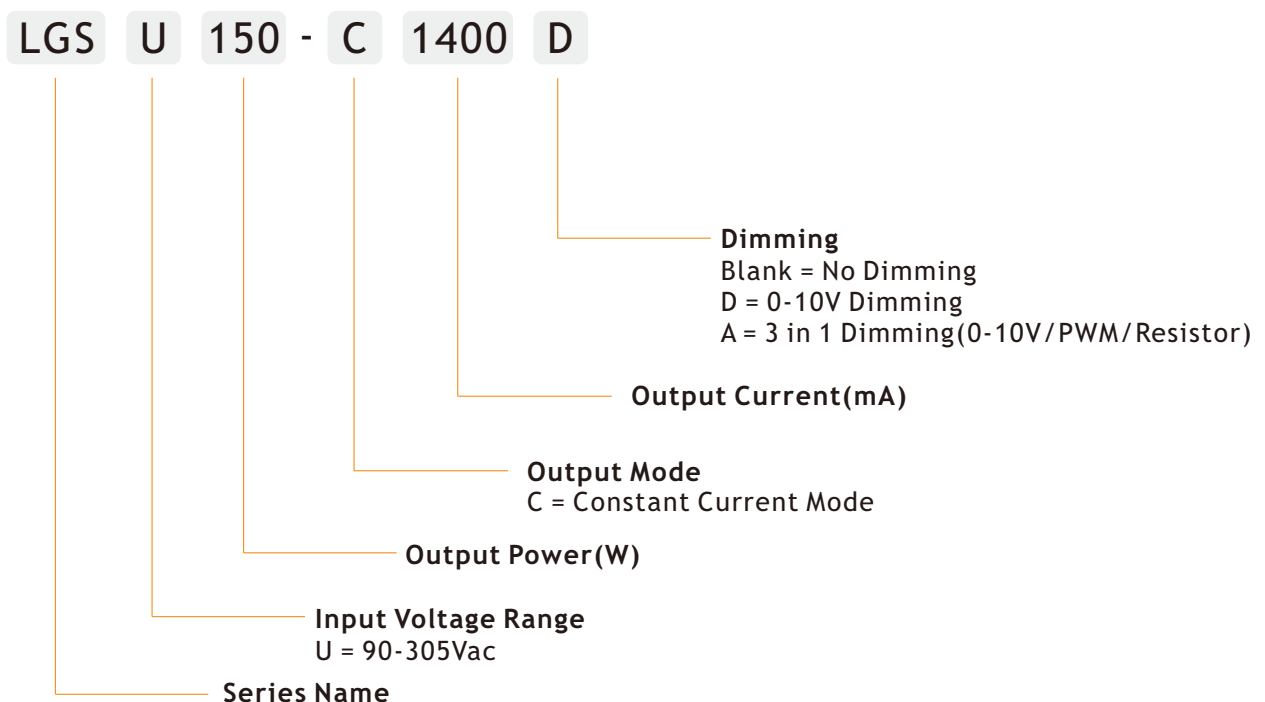 LGS U 150 - C 1400 D
Dimming
Blank = No Dimming
D = 0-10V Dimming
A = 3 in 1 Dimming(0-10V/PWM/Resistor)
Output Current(mA)
Output Mode
C = Constant Current Mode
Output Power(W)
Input Voltage Range
U = 90-305Vac
Series Name